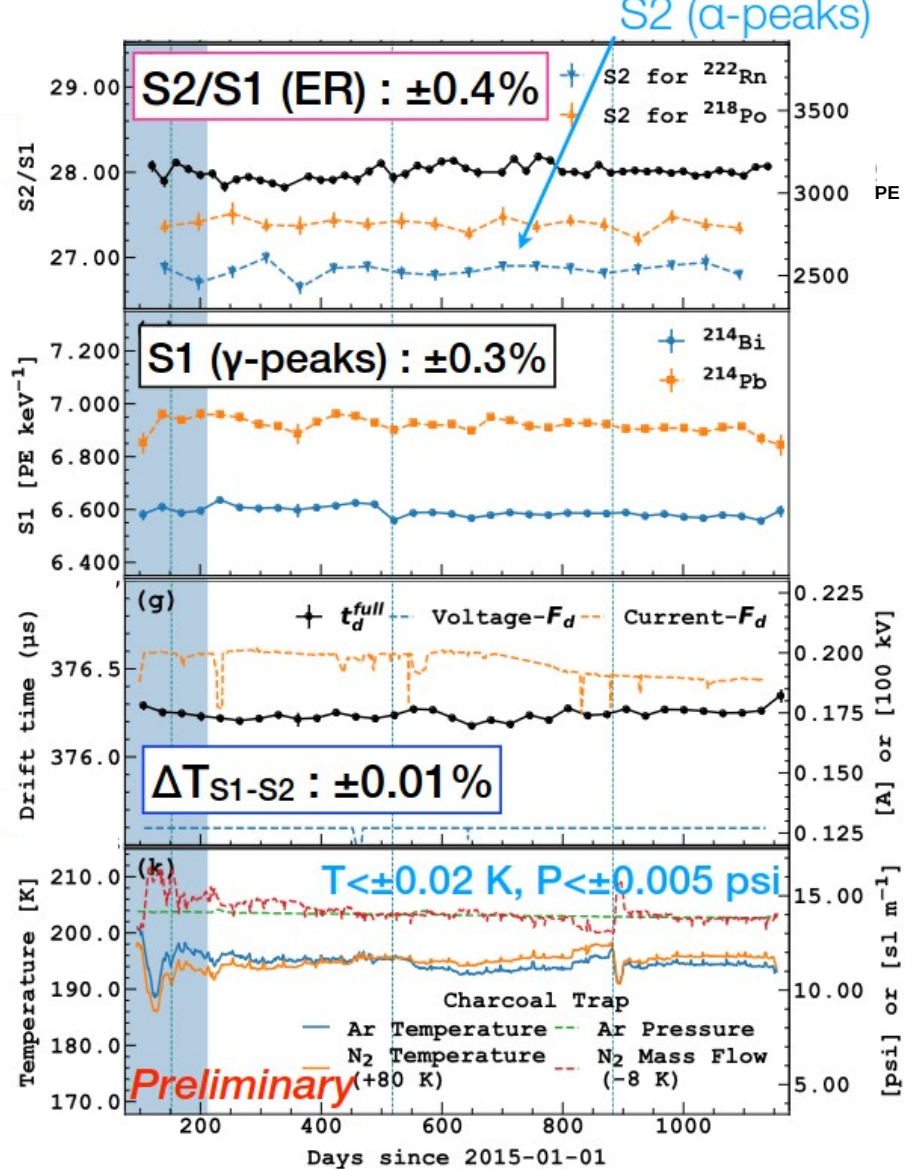 S2 (α-peaks)
S2/S1 (ER) : ±0.4%
S2 for ²²²Rn
S2 for ²¹⁸Po
29.00
28.00
27.00
S2/S1
3500
3000
2500
PE
S1 (γ-peaks) : ±0.3%
²¹⁴Bi
²¹⁴Pb
7.200
7.000
6.800
6.600
6.400
S1 [PE keV⁻¹]
(g)
t_d^full
Voltage-F_d
Current-F_d
376.5
376.0
Drift time (μs)
0.225
0.200
0.175
0.150
0.125
[A] or [100 kV]
ΔT_S1-S2 : ±0.01%
(k)
T<±0.02 K, P<±0.005 psi
210.0
200.0
190.0
180.0
170.0
Temperature [K]
15.00
10.00
5.00
[psi] or [sl m⁻¹]
Charcoal Trap
Ar Temperature
Ar Pressure
N₂ Temperature
(+80 K)
N₂ Mass Flow
(-8 K)
Preliminary
200
400
600
800
1000
Days since 2015-01-01